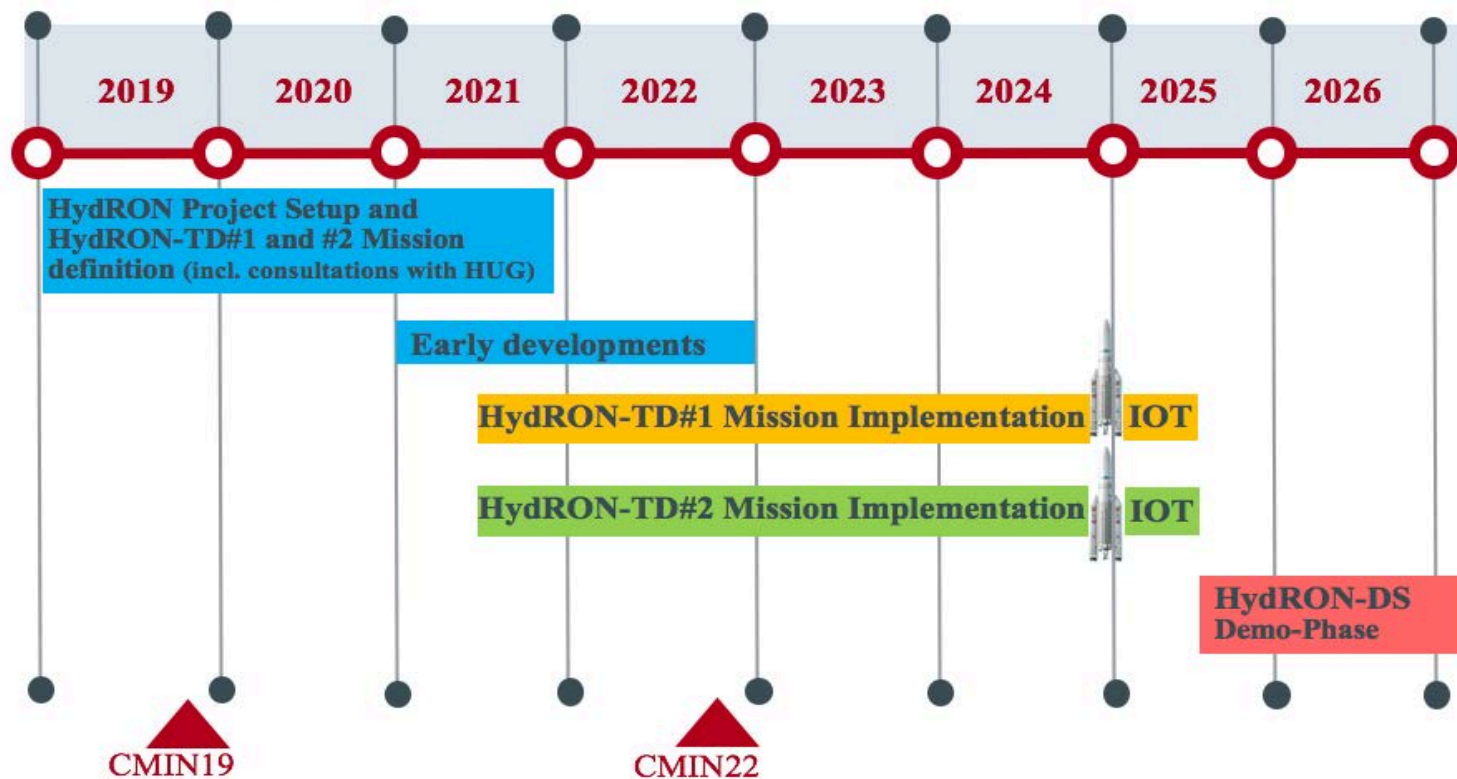 2019 2020 2021 2022 2023 2024 2025 2026
HydRON Project Setup and
HydRON-TD#1 and #2 Mission
definition (incl. consultations with HUG)
Early developments
HydRON-TD#1 Mission Implementation IOT
HydRON-TD#2 Mission Implementation IOT
HydRON-DS
Demo-Phase
CMIN19 CMIN22